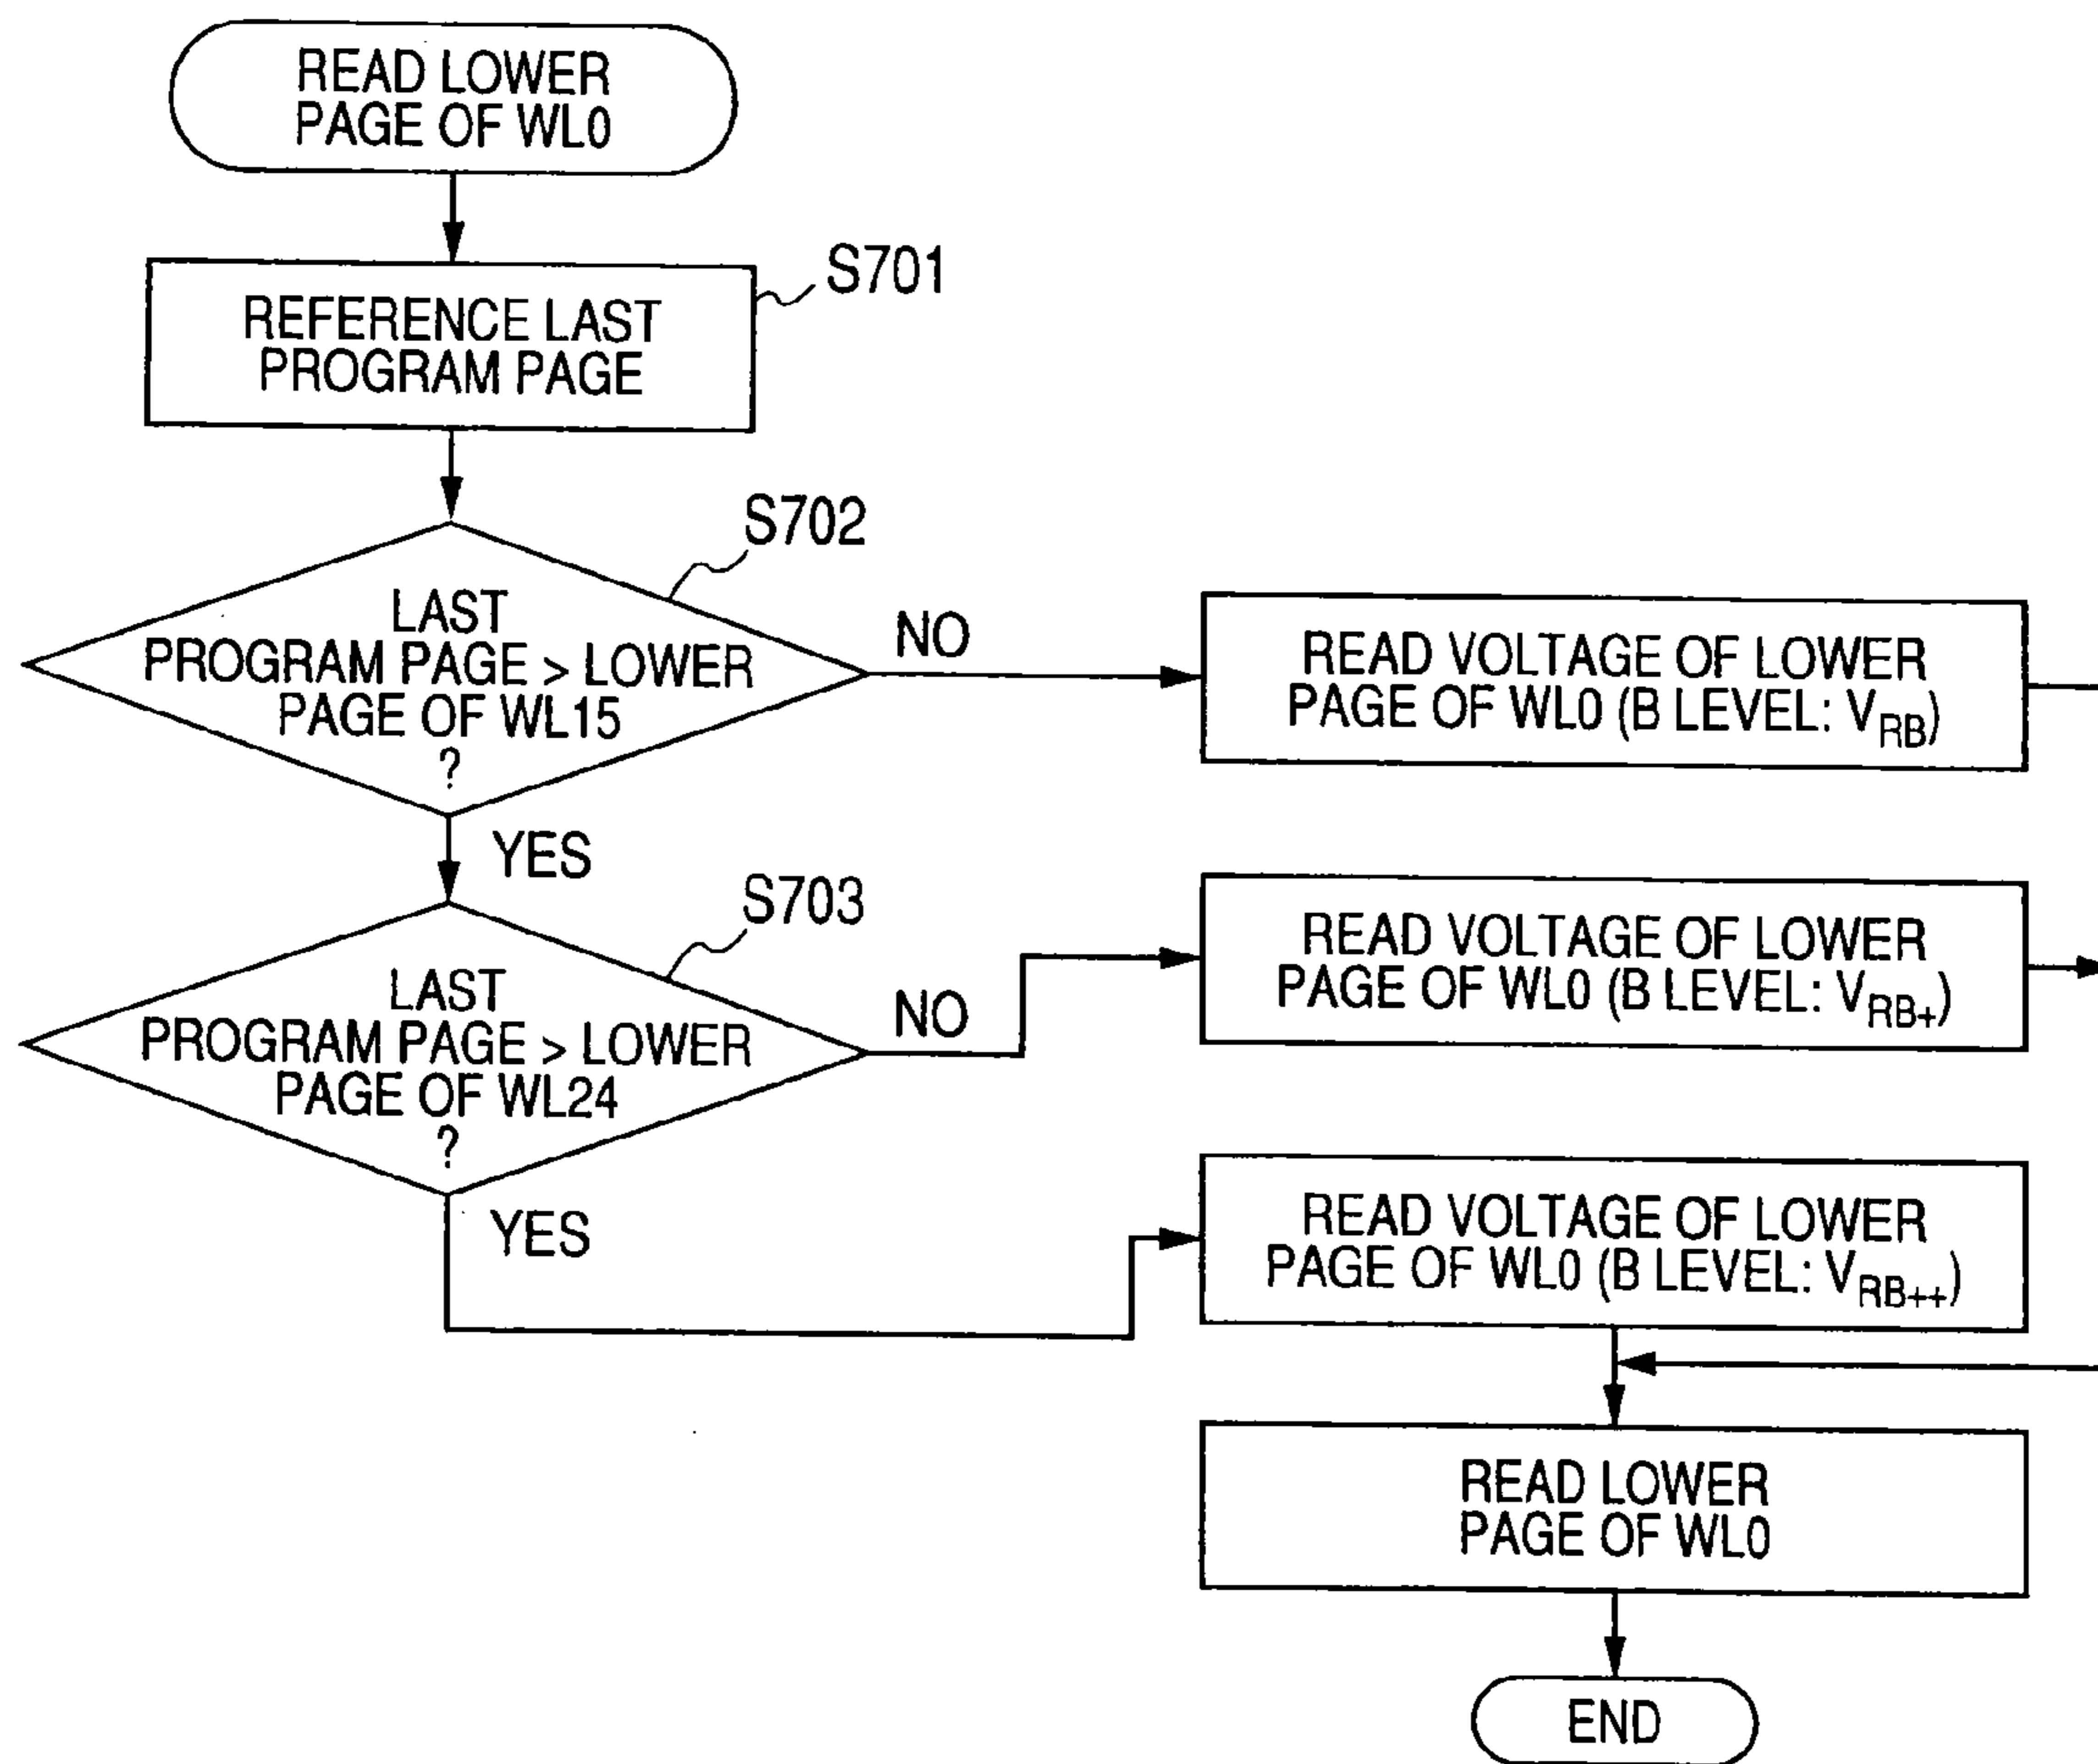 READ LOWER
PAGE OF WL0
S701
REFERENCE LAST
PROGRAM PAGE
S702
LAST
PROGRAM PAGE > LOWER
PAGE OF WL15
?
NO
READ VOLTAGE OF LOWER
PAGE OF WL0 (B LEVEL: VRB)
YES
S703
LAST
PROGRAM PAGE > LOWER
PAGE OF WL24
?
NO
READ VOLTAGE OF LOWER
PAGE OF WL0 (B LEVEL: VRB+)
YES
READ VOLTAGE OF LOWER
PAGE OF WL0 (B LEVEL: VRB++)
READ LOWER
PAGE OF WL0
END